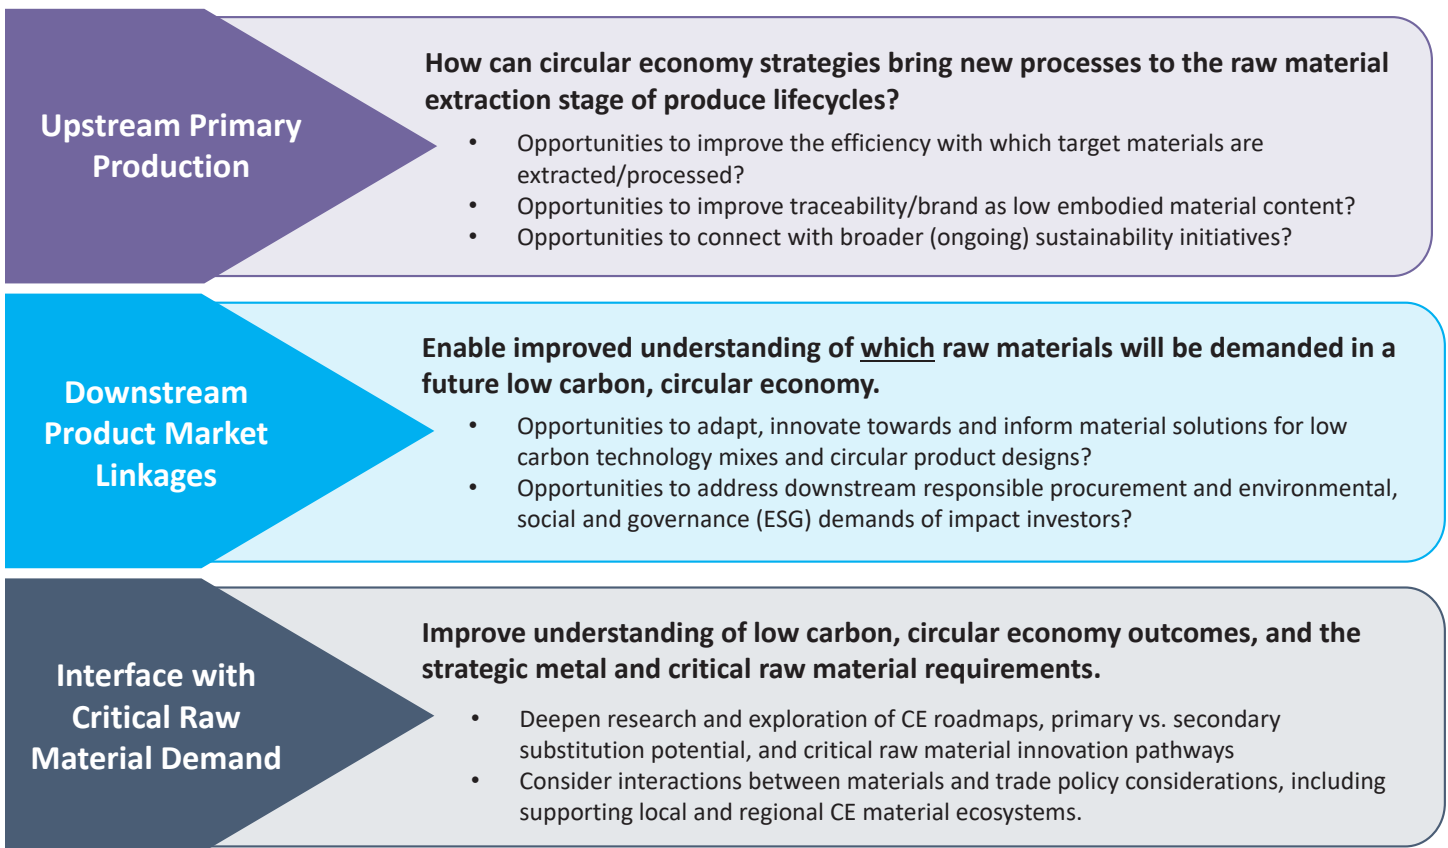 Upstream Primary
Production
How can circular economy strategies bring new processes to the raw material
extraction stage of produce lifecycles?
• Opportunities to improve the efficiency with which target materials are
extracted/processed?
• Opportunities to improve traceability/brand as low embodied material content?
• Opportunities to connect with broader (ongoing) sustainability initiatives?
Downstream
Product Market
Linkages
Enable improved understanding of which raw materials will be demanded in a
future low carbon, circular economy.
• Opportunities to adapt, innovate towards and inform material solutions for low
carbon technology mixes and circular product designs?
• Opportunities to address downstream responsible procurement and environmental,
social and governance (ESG) demands of impact investors?
Interface with
Critical Raw
Material Demand
Improve understanding of low carbon, circular economy outcomes, and the
strategic metal and critical raw material requirements.
• Deepen research and exploration of CE roadmaps, primary vs. secondary
substitution potential, and critical raw material innovation pathways
• Consider interactions between materials and trade policy considerations, including
supporting local and regional CE material ecosystems.